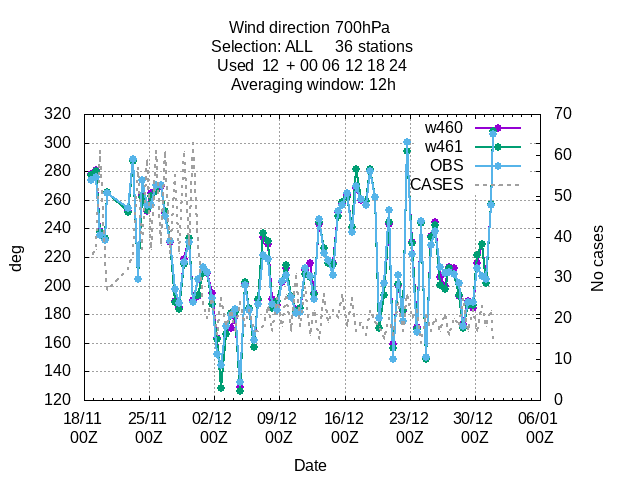 Wind direction 700hPa
Selection: ALL 36 stations
Used 12 + 00 06 12 18 24
Averaging window: 12h
320 70
w460
w461
OBS
CASES
300 60
280
260 50
240 40
220
200 30
180 20
160
140 10
120 0
deg
No cases
18/11 25/11 02/12 09/12 16/12 23/12 30/12 06/01
00Z 00Z 00Z 00Z 00Z 00Z 00Z 00Z
Date